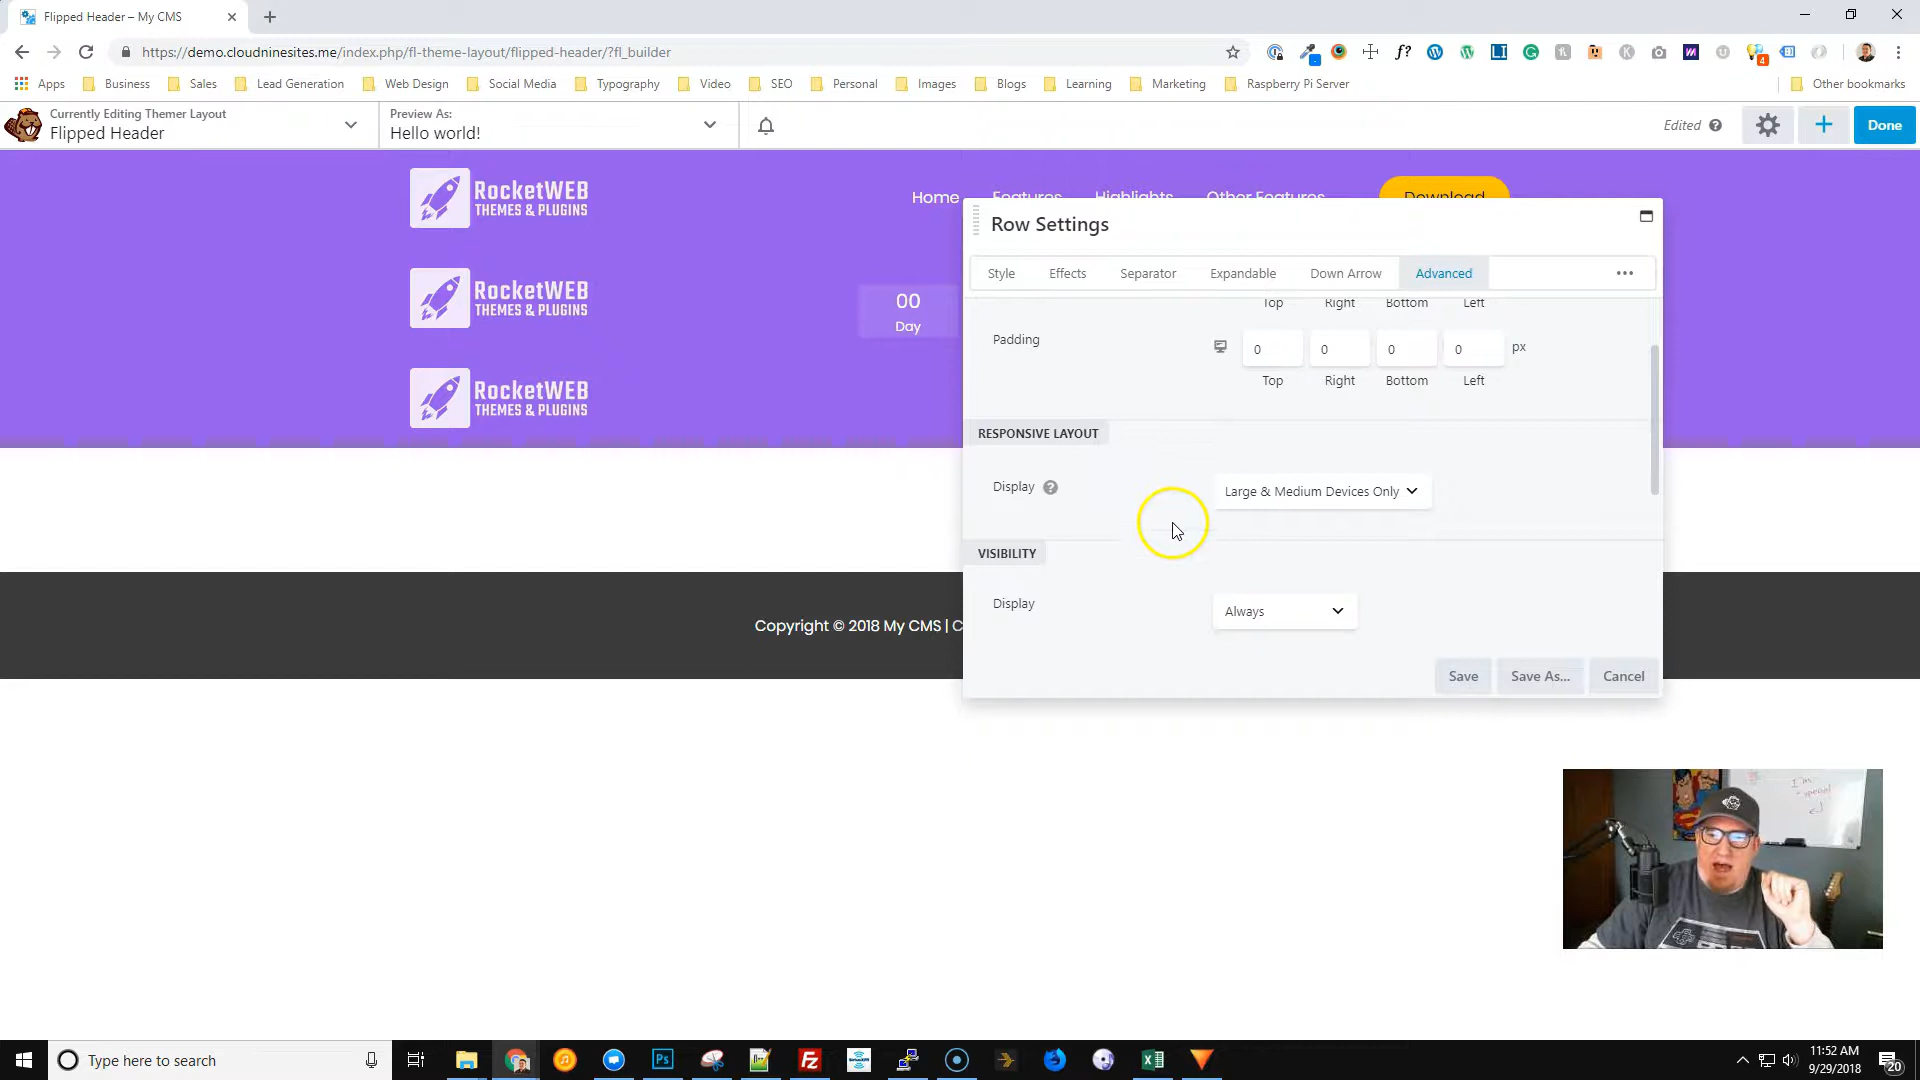 Flipped Header – My CMS
https://demo.cloudninesites.me/index.php/fl-theme-layout/flipped-header/?fl_builder
Apps Business Sales Lead Generation Web Design Social Media Typography Video SEO Personal Images Blogs Learning Marketing Raspberry Pi Server Other bookmarks
Currently Editing Themer Layout
Flipped Header
Preview As:
Hello world!
Edited
Done
RocketWEB
THEMES & PLUGINS
Home Features Highlights Other Features Download
RocketWEB
THEMES & PLUGINS
00
Day
RocketWEB
THEMES & PLUGINS
Row Settings
Style Effects Separator Expandable Down Arrow Advanced
Top Right Bottom Left
Padding 0 0 0 0 px
Top Right Bottom Left
RESPONSIVE LAYOUT
Display Large & Medium Devices Only
VISIBILITY
Display Always
Save Save As... Cancel
Copyright © 2018 My CMS | C
I'm
special
Type here to search
11:52 AM
9/29/2018
20